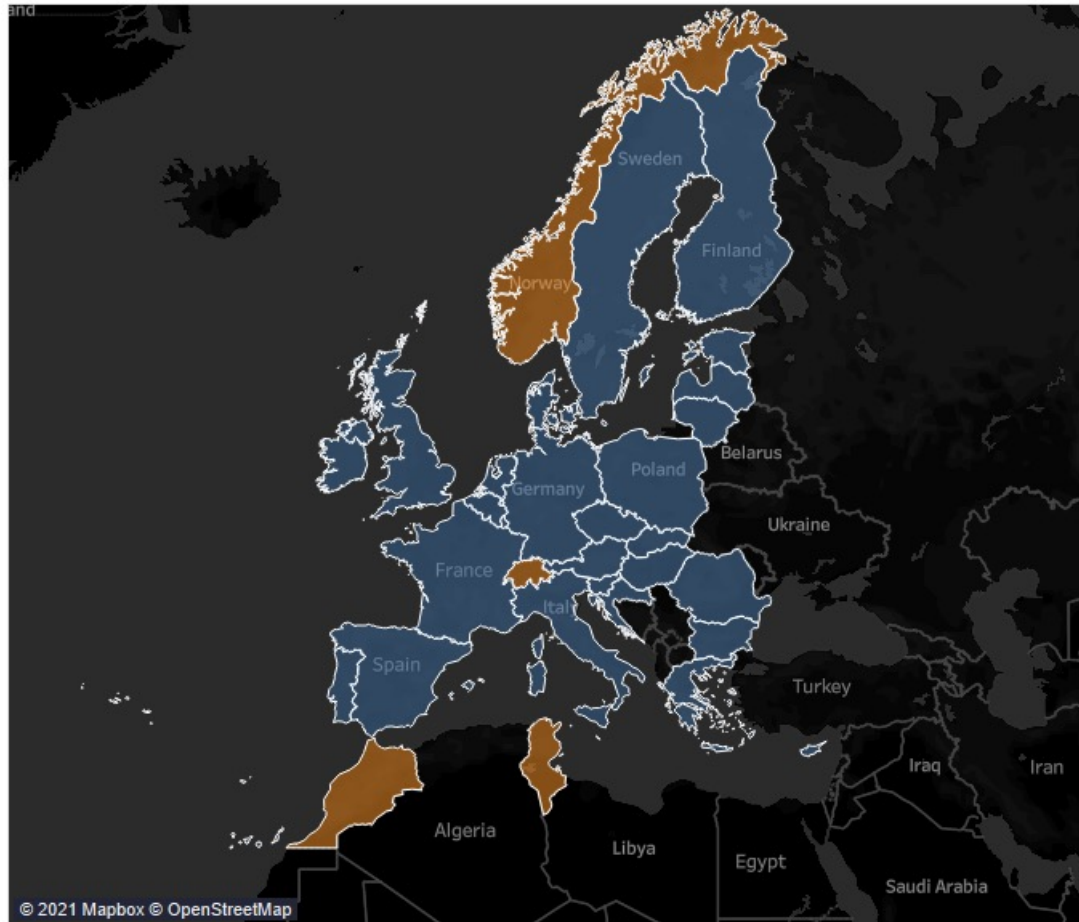 and
Sweden
Finland
Norway
Belarus
Poland
Germany
Ukraine
France
Italy
Spain
Turkey
Iraq
Iran
Algeria
Libya
Egypt
Saudi Arabia
© 2021 Mapbox © OpenStreetMap